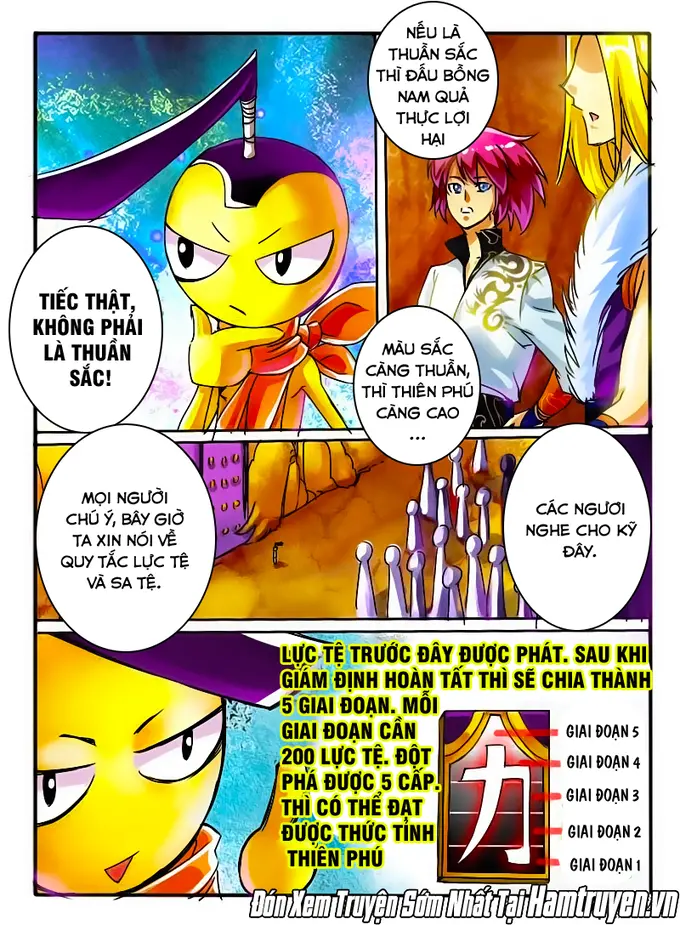 NẾU LÀ
THUẦN SẮC
THÌ ĐẤU BỒNG
NAM QUẢ
THỰC LỢI
HẠI
TIẾC THẬT,
KHÔNG PHẢI
LÀ THUẦN
SẮC!
MÀU SẮC
CÀNG THUẦN,
THÌ THIÊN PHÚ
CÀNG CAO
...
MỌI NGƯỜI
CHÚ Ý, BÂY GIỜ
TA XIN NÓI VỀ
QUY TẮC LỰC TỆ
VÀ SA TỆ.
CÁC NGƯƠI
NGHE CHO KỸ
ĐÂY.
LỰC TỆ TRƯỚC ĐÂY ĐƯỢC PHÁT. SAU KHI
GIẤM ĐỊNH HOÀN TẤT THÌ SẼ CHIA THÀNH
5 GIAI ĐOẠN. MỖI
GIAI ĐOẠN CẦN
200 LỰC TỆ. ĐỘT
PHÁ ĐƯỢC 5 CẤP.
THÌ CÓ THỂ ĐẠT
ĐƯỢC THỨC TỈNH
THIÊN PHÚ
力
GIAI ĐOẠN 5
GIAI ĐOẠN 4
GIAI ĐOẠN 3
GIAI ĐOẠN 2
GIAI ĐOẠN 1
Đón Xem Truyện Sớm Nhất Tại Hamtruyen.vn